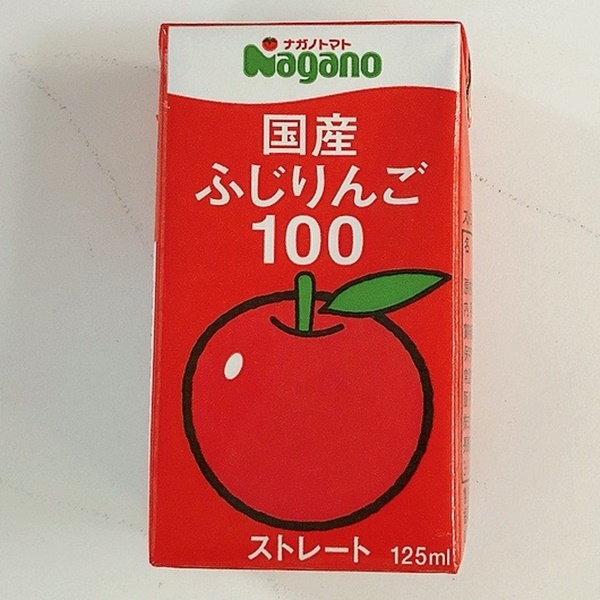 ナガノトマト
Nagano
国産
ふじりんご
100
ストレート
125ml